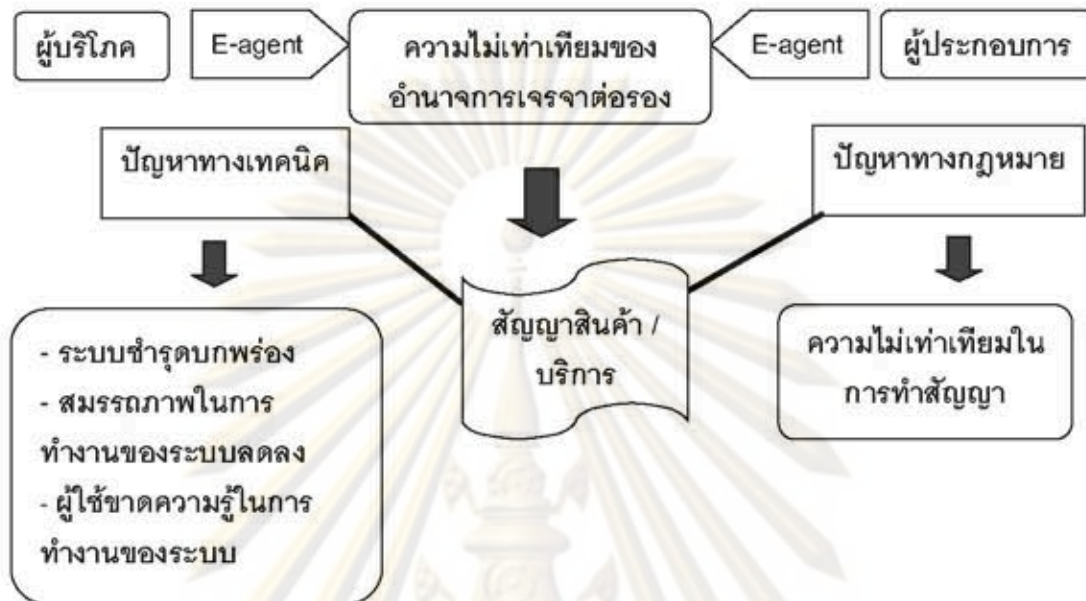 ผู้บริโภค
E-agent
ความไม่เท่าเทียมของ
อำนาจการเจรจาต่อรอง
E-agent
ผู้ประกอบการ
ปัญหาทางเทคนิค
ปัญหาทางกฎหมาย
สัญญาสินค้า /
บริการ
- ระบบชำรุดบกพร่อง
- สมรรถภาพในการ
ทำงานของระบบลดลง
- ผู้ใช้ขาดความรู้ในการ
ทำงานของระบบ
ความไม่เท่าเทียมใน
การทำสัญญา